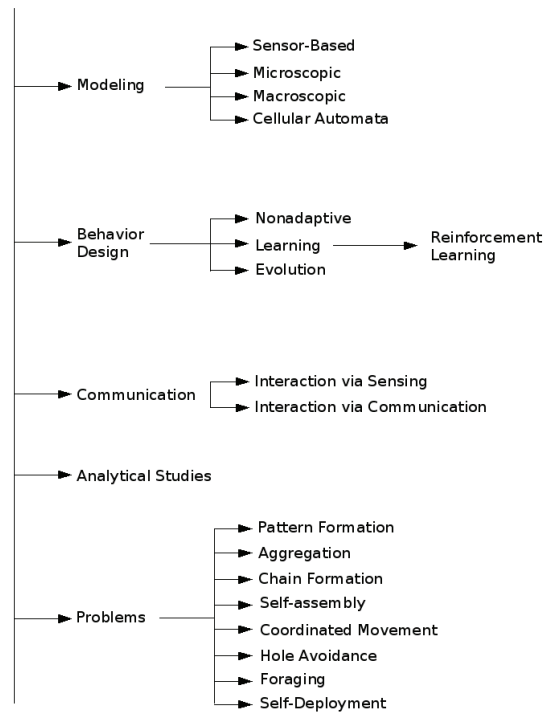 Modeling
Sensor-Based
Microscopic
Macroscopic
Cellular Automata
Behavior
Design
Nonadaptive
Learning
Evolution
Reinforcement
Learning
Communication
Interaction via Sensing
Interaction via Communication
Analytical Studies
Problems
Pattern Formation
Aggregation
Chain Formation
Self-assembly
Coordinated Movement
Hole Avoidance
Foraging
Self-Deployment